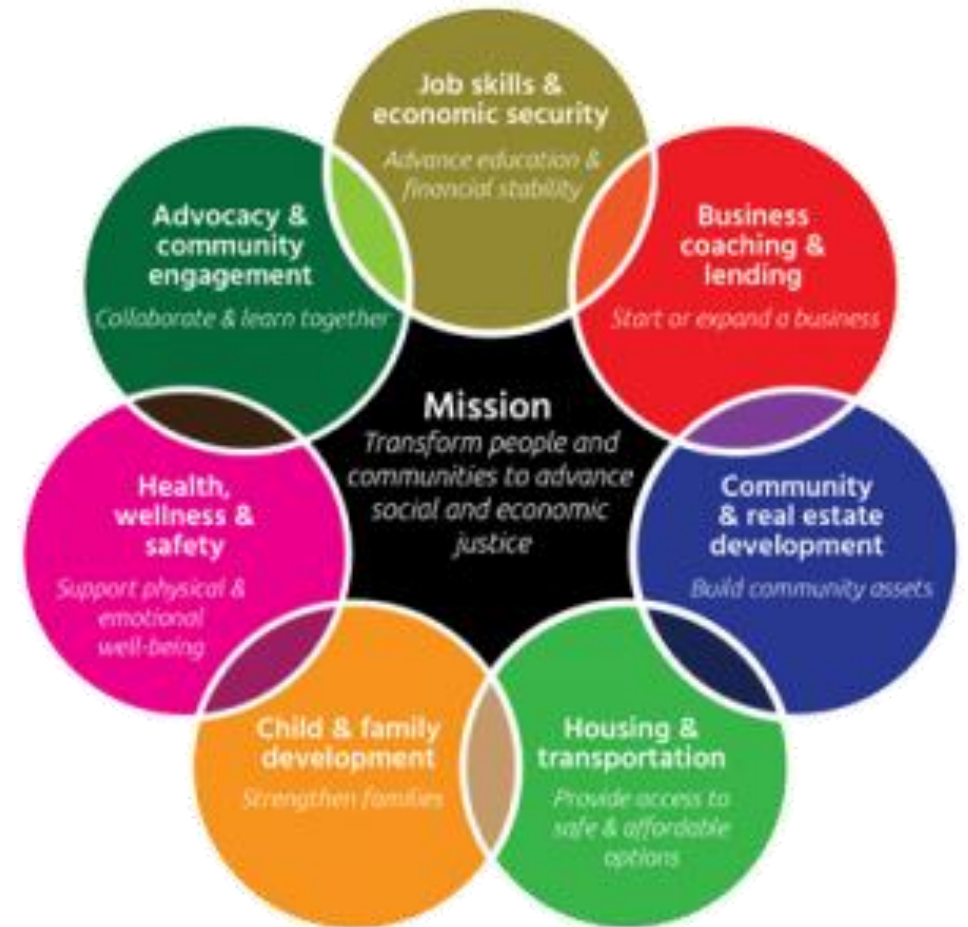 Job skills &
economic security
Advance education &
financial stability
Advocacy &
community
engagement
Collaborate & learn together
Business
coaching &
lending
Start or expand a business
Mission
Transform people and
communities to advance
social and economic
justice
Health,
wellness &
safety
Support physical &
emotional
well-being
Community
& real estate
development
Build community assets
Child & family
development
Strengthen families
Housing &
transportation
Provide access to
safe & affordable
options